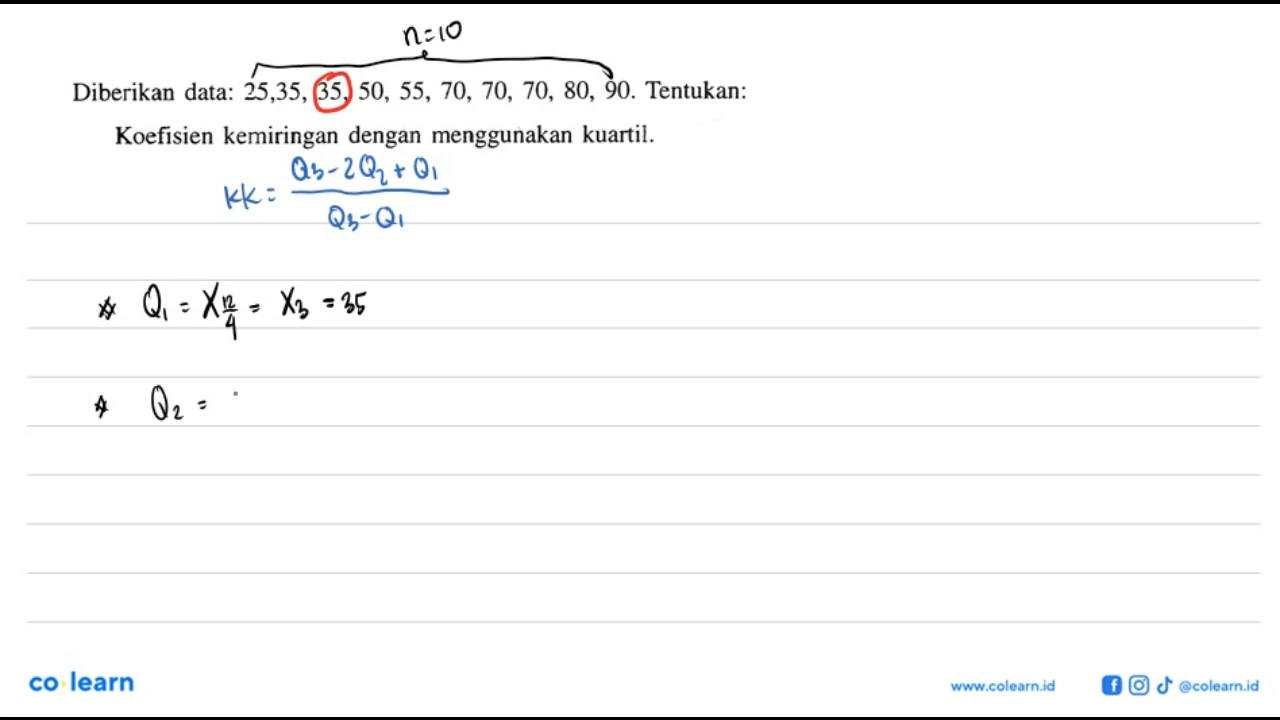 n=10
Diberikan data: 25,35, 35, 50, 55, 70, 70, 70, 80, 90. Tentukan:
Koefisien kemiringan dengan menggunakan kuartil.
KK = (Q3 - 2Q2 + Q1) / (Q3 - Q1)
Q1 = X12/4 = X3 = 35
Q2 =
co learn
www.colearn.id @colearn.id